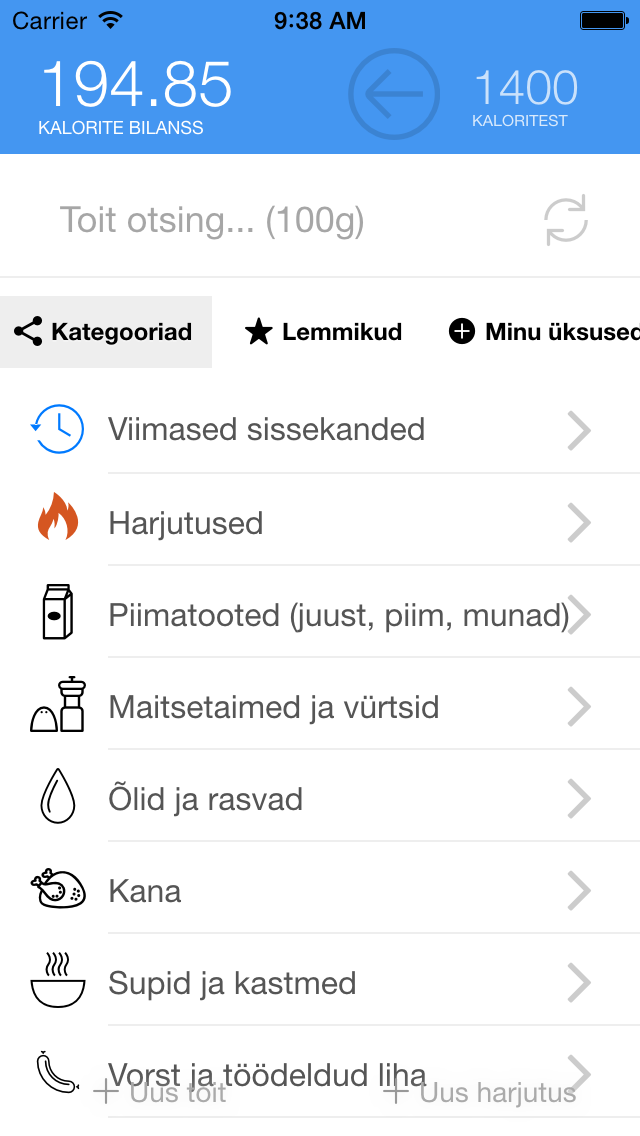 Carrier 9:38 AM
194.85 1400
KALORITE BILANSS KALORITEST
Toit otsing... (100g)
Kategooriad Lemmikud Minu üksused
Viimased sissekanded
Harjutused
Piimatooted (juust, piim, munad)
Maitsetaimed ja vürtsid
Õlid ja rasvad
Kana
Supid ja kastmed
Vorst ja töödeldud liha
Uus toit Uus harjutus